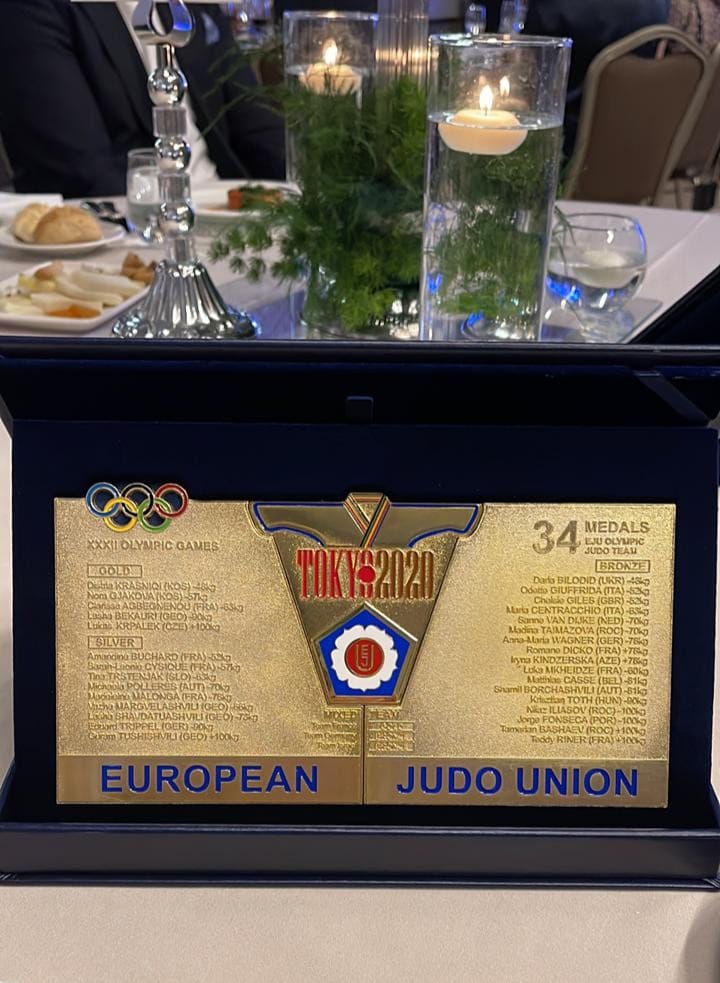 XXXII OLYMPIC GAMES
GOLD
Distria KRASNIQI (KOS) -48kg
Nora GJAKOVA (KOS) -57kg
Clarisse AGBEGNENOU (FRA) -63kg
Lasha BEKAURI (GEO) -90kg
Lukas KRPALEK (CZE) +100kg
SILVER
Amandine BUCHARD (FRA) -52kg
Sarah-Leonie CYSIQUE (FRA) -57kg
Tina TRSTENJAK (SLO) -63kg
Michaela POLLERES (AUT) -70kg
Madeleine MALONGA (FRA) -78kg
Vazha MARGVELASHVILI (GEO) -66kg
Lasha SHAVDATUASHVILI (GEO) -73kg
Eduard TRIPPEL (GER) -90kg
Guram TUSHISHVILI (GEO) +100kg
TOKYO2020
EJU
MIXED TEAM
34 MEDALS
EJU OLYMPIC
JUDO TEAM
BRONZE
Daria BILODID (UKR) -48kg
Odette GIUFFRIDA (ITA) -52kg
Chelsie GILES (GBR) -52kg
Maria CENTRACCHIO (ITA) -63kg
Sanne VAN DIJKE (NED) -70kg
Madina TAIMAZOVA (ROC) -70kg
Anna-Maria WAGNER (GER) -78kg
Romane DICKO (FRA) +78kg
Iryna KINDZERSKA (AZE) +78kg
Luka MKHEIDZE (FRA) -60kg
Matthias CASSE (BEL) -81kg
Shamil BORCHASHVILI (AUT) -81kg
Krisztian TOTH (HUN) -90kg
Niiaz ILIASOV (ROC) -100kg
Jorge FONSECA (POR) -100kg
Tamerlan BASHAEV (ROC) +100kg
Teddy RINER (FRA) +100kg
EUROPEAN JUDO UNION